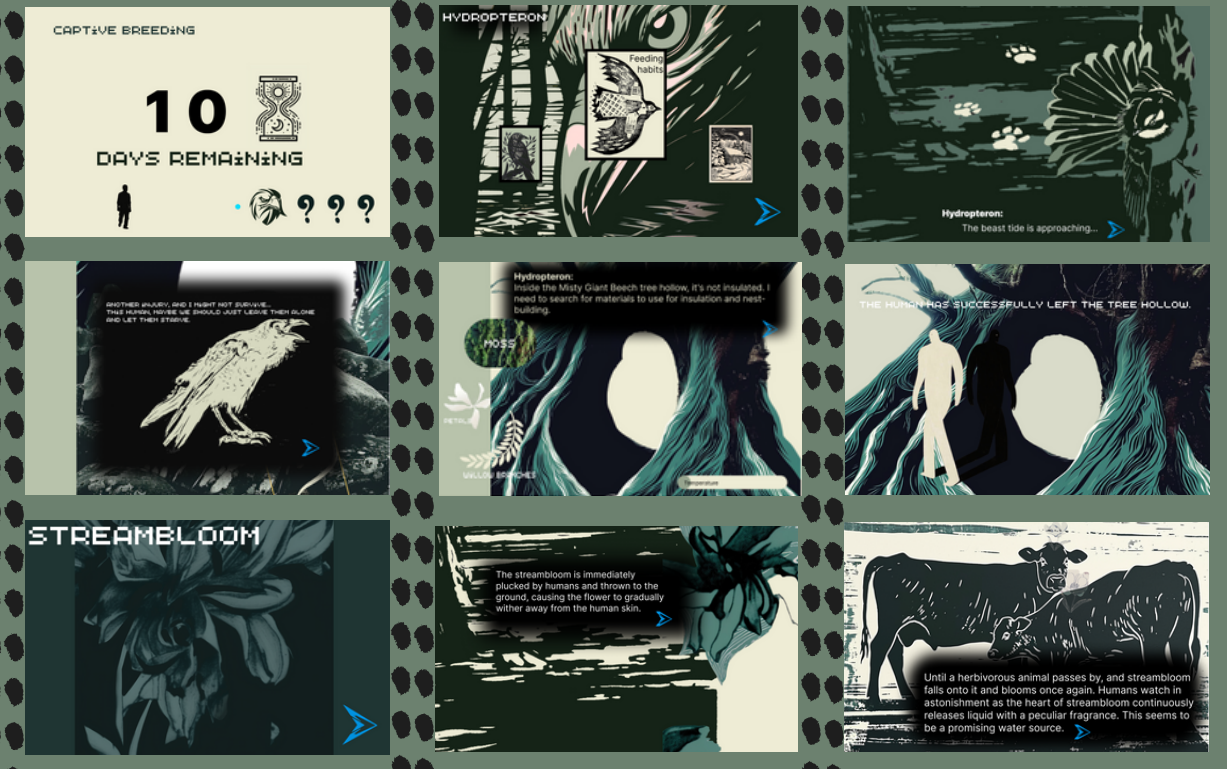 CAPTIVE BREEDING
10
DAYS REMAINING
? ? ?
HYDROPTERON
Feeding
habits
Hydropteron:
The beast tide is approaching...
ANOTHER INJURY, AND I MIGHT NOT SURVIVE...
THIS HUMAN, MAYBE WE SHOULD JUST LEAVE THEM ALONE
AND LET THEM STARVE.
Hydropteron:
Inside the Misty Giant Beech tree hollow, it's not insulated. I
need to search for materials to use for insulation and nest-
building.
MOSS
PETALS
WILLOW BRANCHES
Temperature
THE HUMAN HAS SUCCESSFULLY LEFT THE TREE HOLLOW.
STREAMBLOOM
The streambloom is immediately
plucked by humans and thrown to the
ground, causing the flower to gradually
wither away from the human skin.
Until a herbivorous animal passes by, and streambloom
falls onto it and blooms once again. Humans watch in
astonishment as the heart of streambloom continuously
releases liquid with a peculiar fragrance. This seems to
be a promising water source.